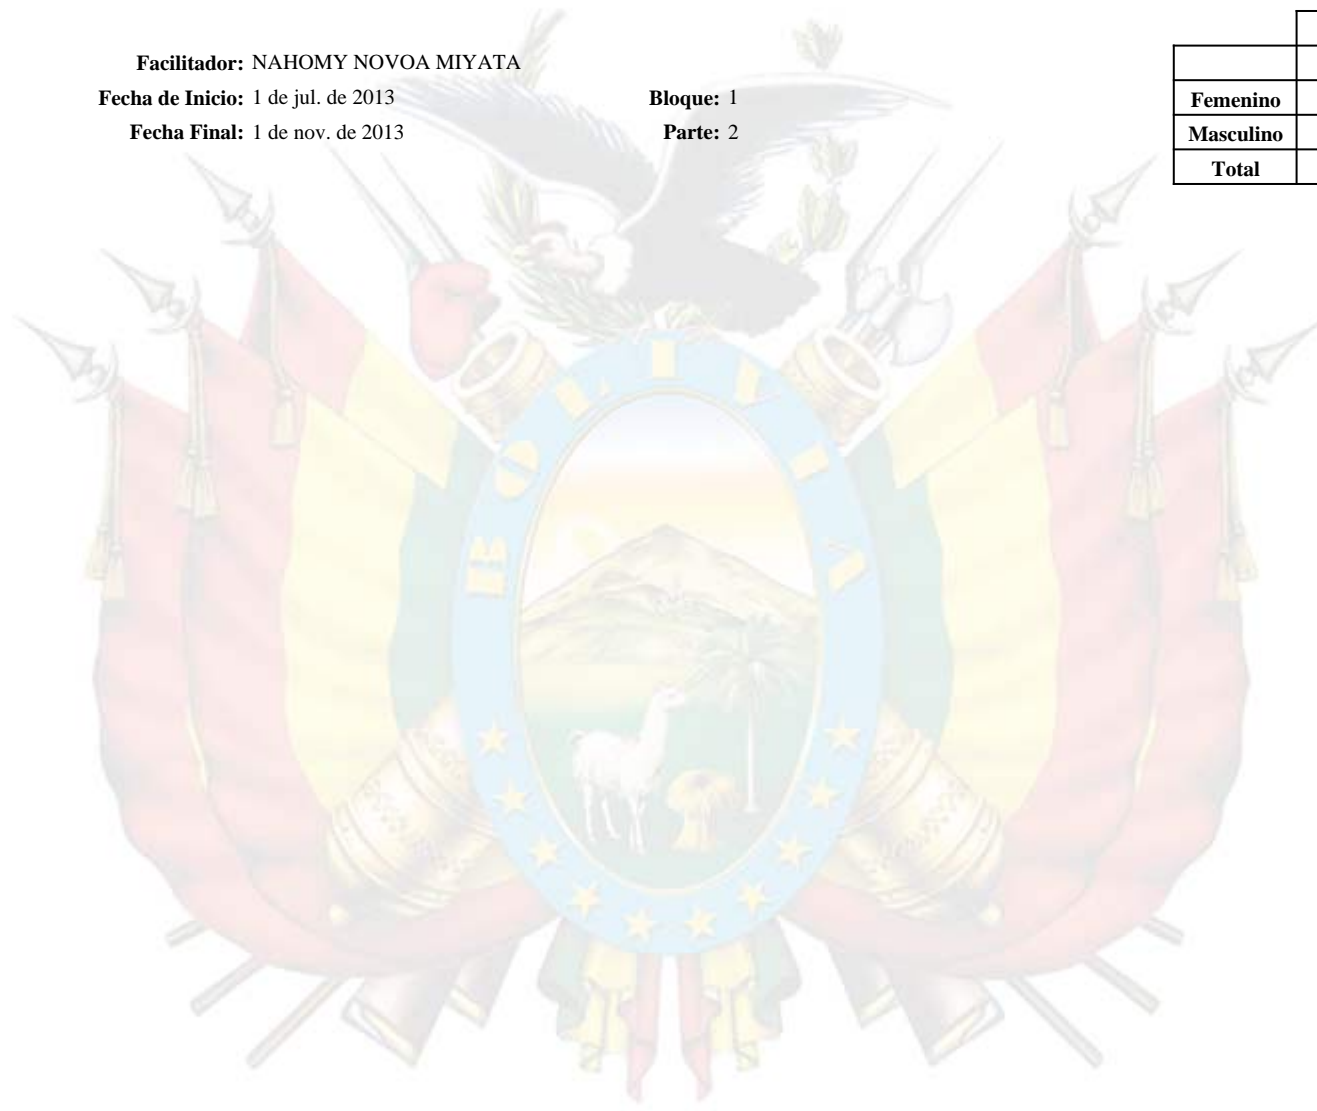 Facilitador: NAHOMY NOVOA MIYATA
Fecha de Inicio: 1 de jul. de 2013 Bloque: 1
Fecha Final: 1 de nov. de 2013 Parte: 2
Femenino
Masculino
Total
BOLIVIA